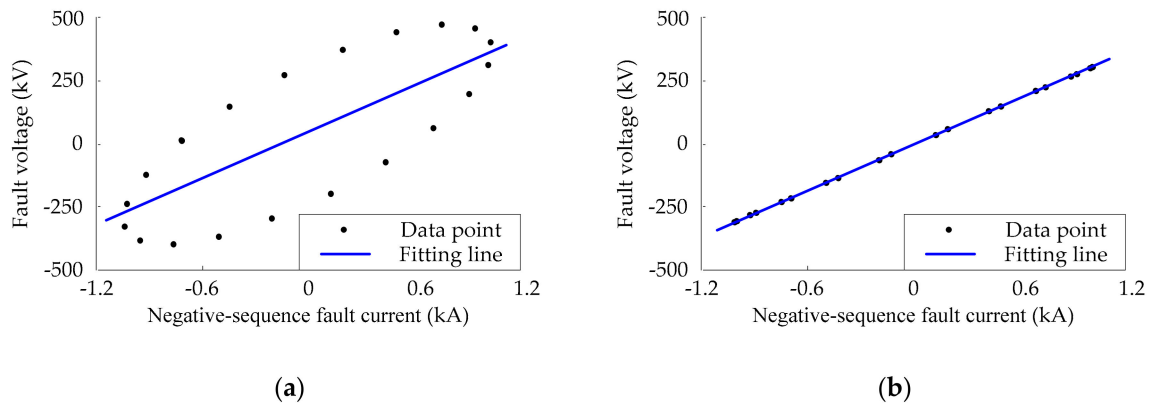 500
250
0
-250
-500
Fault voltage (kV)
-1.2
-0.6
0
0.6
1.2
Negative-sequence fault current (kA)
Data point
Fitting line
(a)
500
250
0
-250
-500
Fault voltage (kV)
-1.2
-0.6
0
0.6
1.2
Negative-sequence fault current (kA)
Data point
Fitting line
(b)